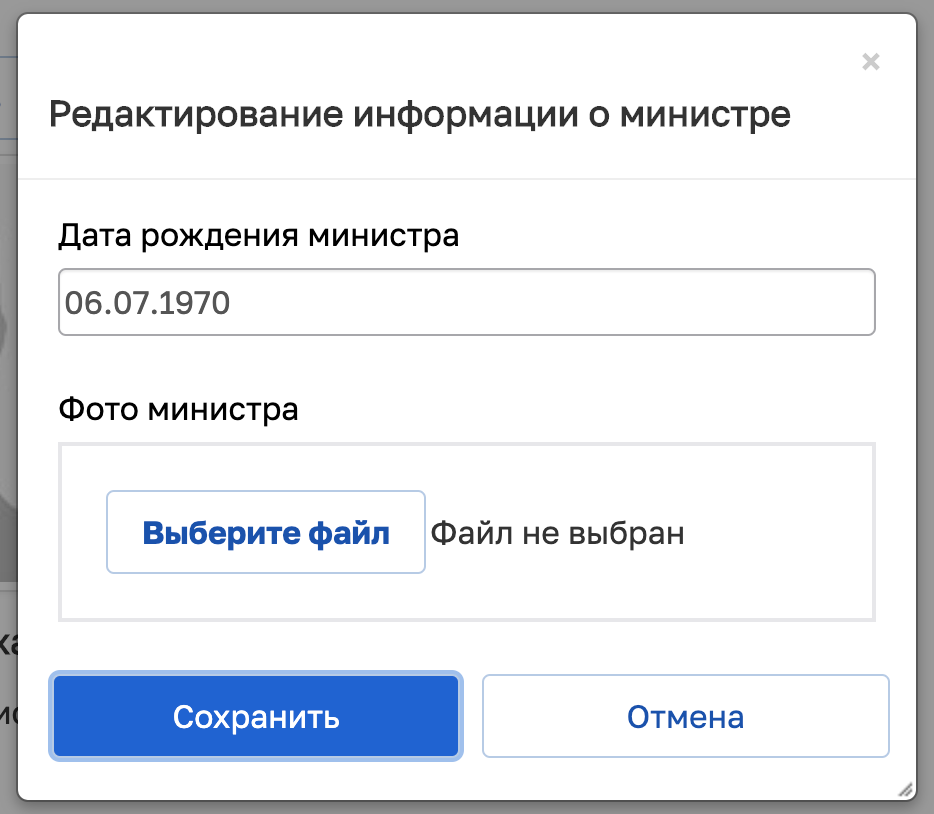 ×
Редактирование информации о министре
Дата рождения министра
06.07.1970
Фото министра
Выберите файл Файл не выбран
Сохранить Отмена